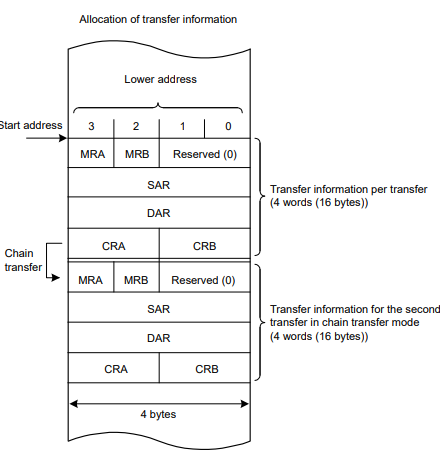 Allocation of transfer information
Lower address
Start address
3 2 1 0
MRA MRB Reserved (0)
SAR
DAR
CRA CRB
Transfer information per transfer
(4 words (16 bytes))
Chain
transfer
MRA MRB Reserved (0)
SAR
DAR
CRA CRB
Transfer information for the second
transfer in chain transfer mode
(4 words (16 bytes))
4 bytes